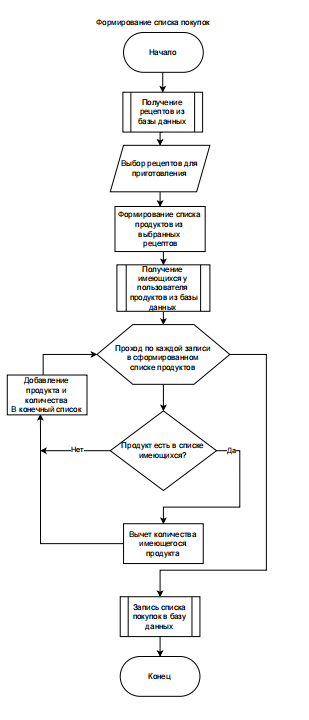 Формирование списка покупок
Начало
Получение
рецептов из
базы данных
Выбор рецептов для
приготовления
Формирование списка
продуктов из
выбранных
рецептов
Получение
имеющихся у
пользователя
продуктов из базы
данных
Проход по каждой записи
в сформированном
списке продуктов
Добавление
продукта и
количества
В конечный список
Продукт есть в списке
имеющихся?
Нет
Да
Вычет количества
имеющегося
продукта
Запись списка
покупок в базу
данных
Конец